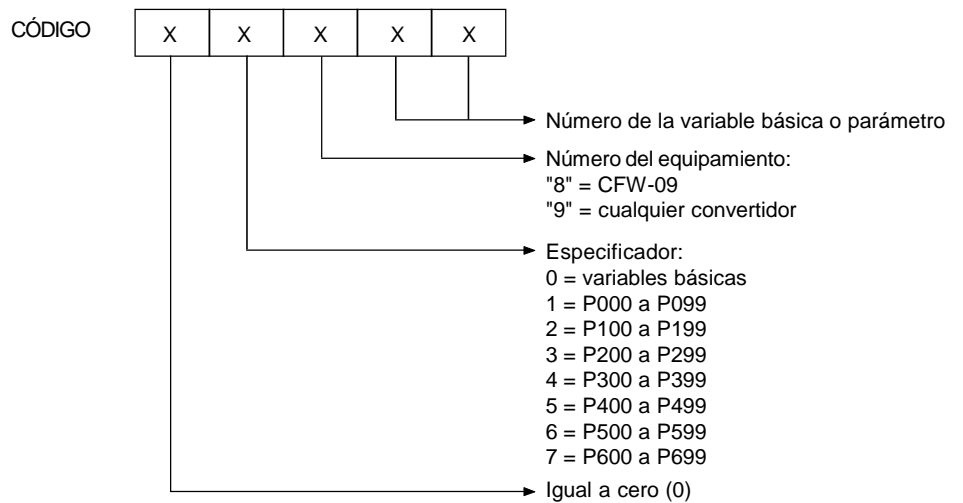 CÓDIGO X X X X X
Número de la variable básica o parámetro
Número del equipamiento:
"8" = CFW-09
"9" = cualquier convertidor
Especificador:
0 = variables básicas
1 = P000 a P099
2 = P100 a P199
3 = P200 a P299
4 = P300 a P399
5 = P400 a P499
6 = P500 a P599
7 = P600 a P699
Igual a cero (0)